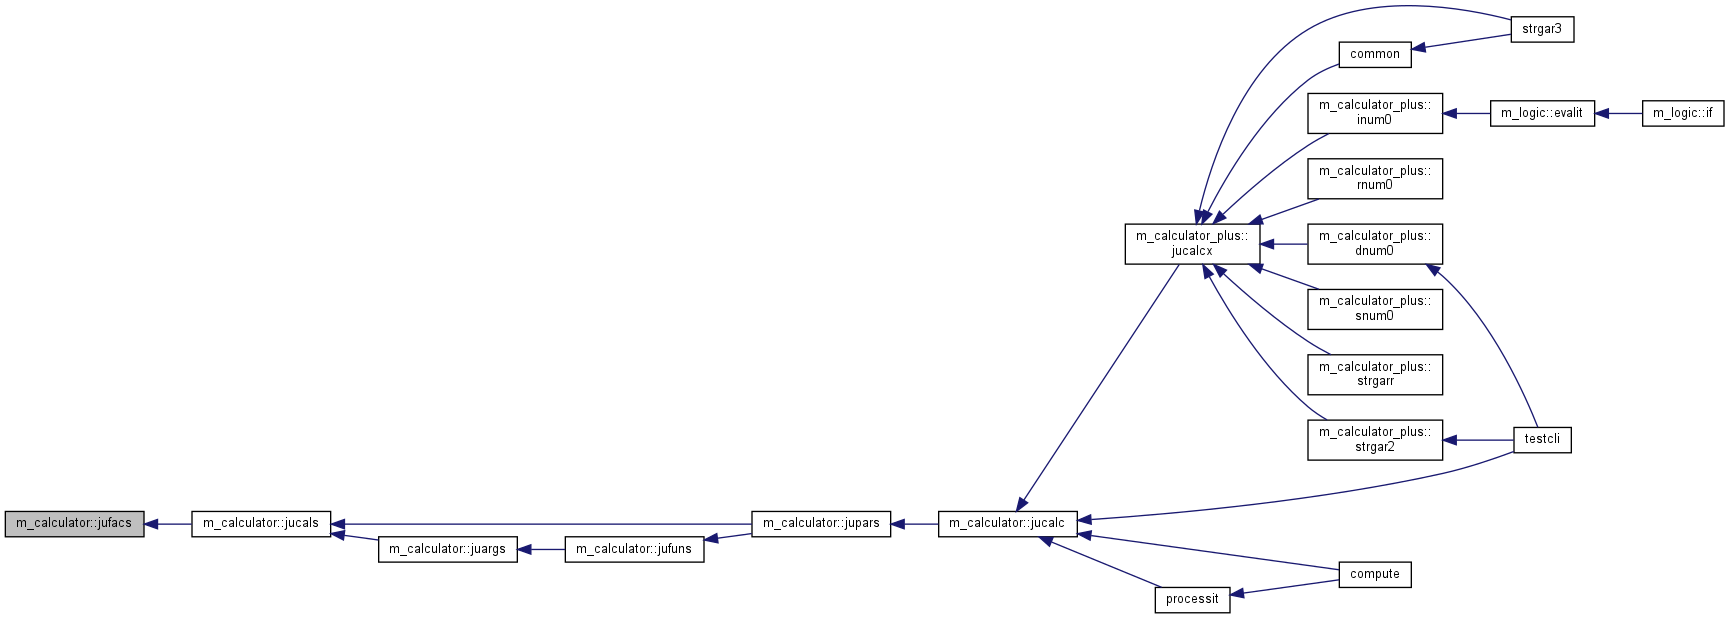 strgar3
common
m_calculator_plus::
inum0
m_logic::evalit
m_logic::if
m_calculator_plus::
rnum0
m_calculator_plus::
jucalcx
m_calculator_plus::
dnum0
m_calculator_plus::
snum0
m_calculator_plus::
strgarr
m_calculator_plus::
strgar2
testcli
m_calculator::jufacs
m_calculator::jucals
m_calculator::jupars
m_calculator::jucalc
m_calculator::juargs
m_calculator::jufuns
compute
processit